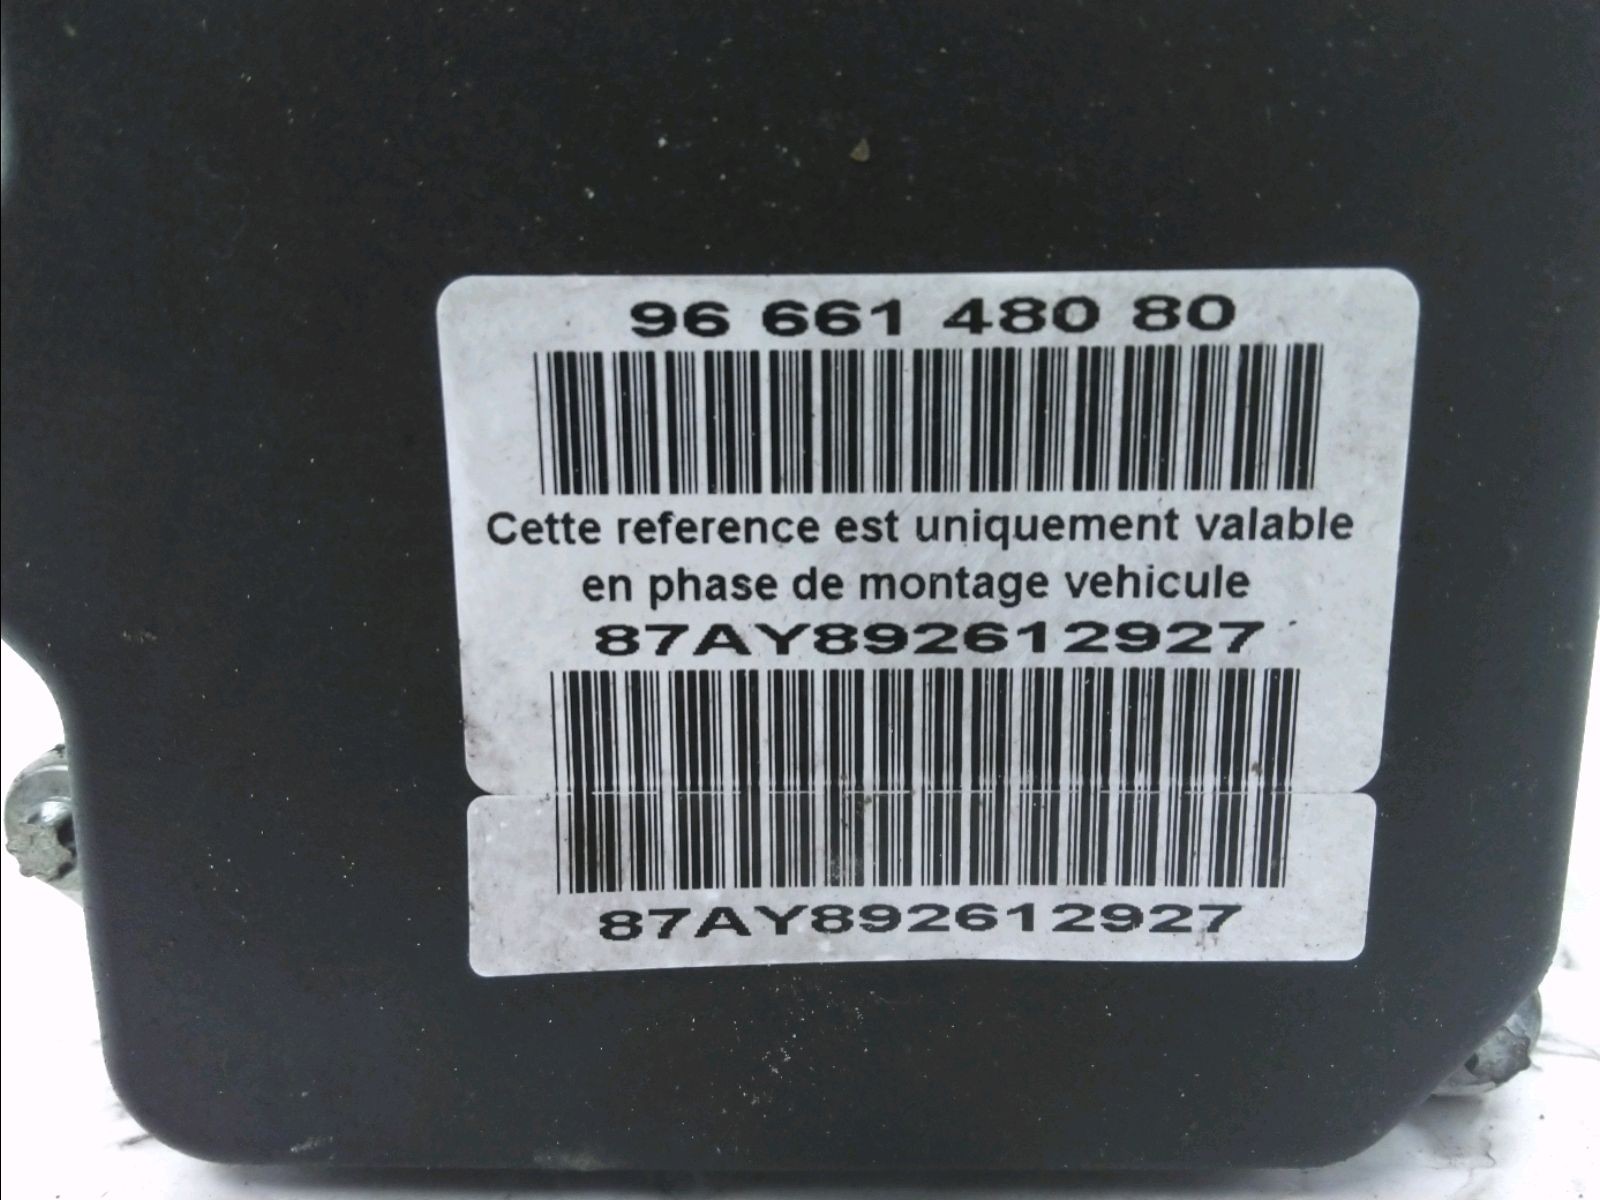 96 661 480 80
Cette reference est uniquement valable
en phase de montage vehicule
87AY892612927
87AY892612927